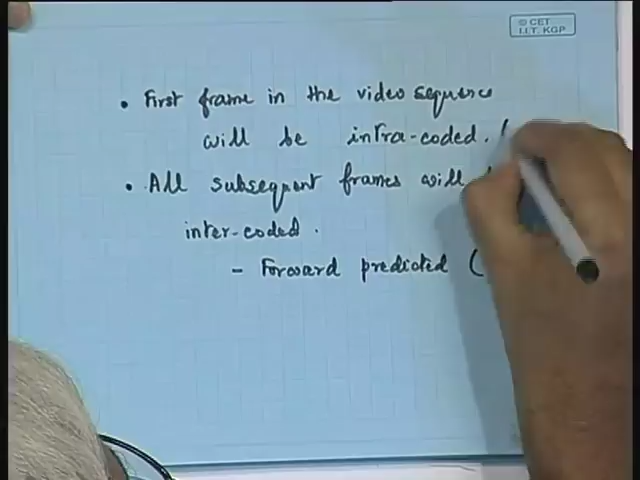 © CET
I.I.T. KGP
• First frame in the video sequence
will be intra-coded. (
• All subsequent frames will
inter-coded.
- Forward predicted (